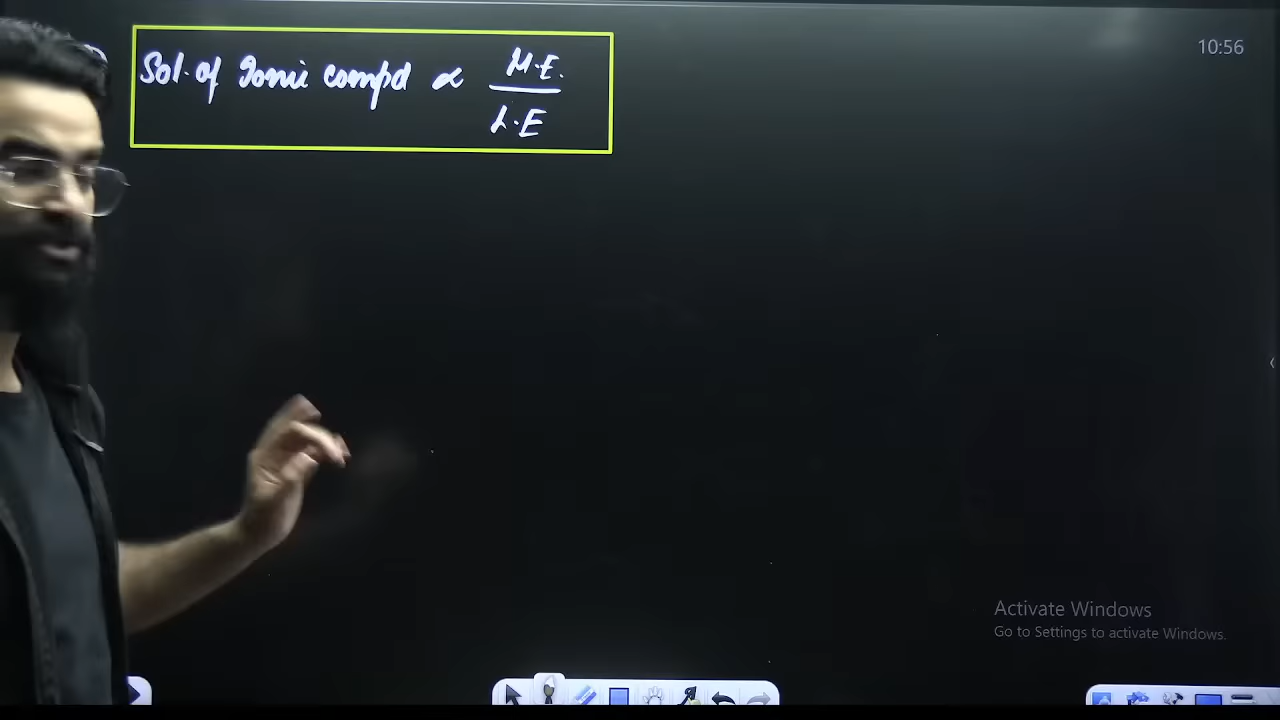 Sol. of Ionic compd ∝ H.E.
L.E
10:56
Activate Windows
Go to Settings to activate Windows.